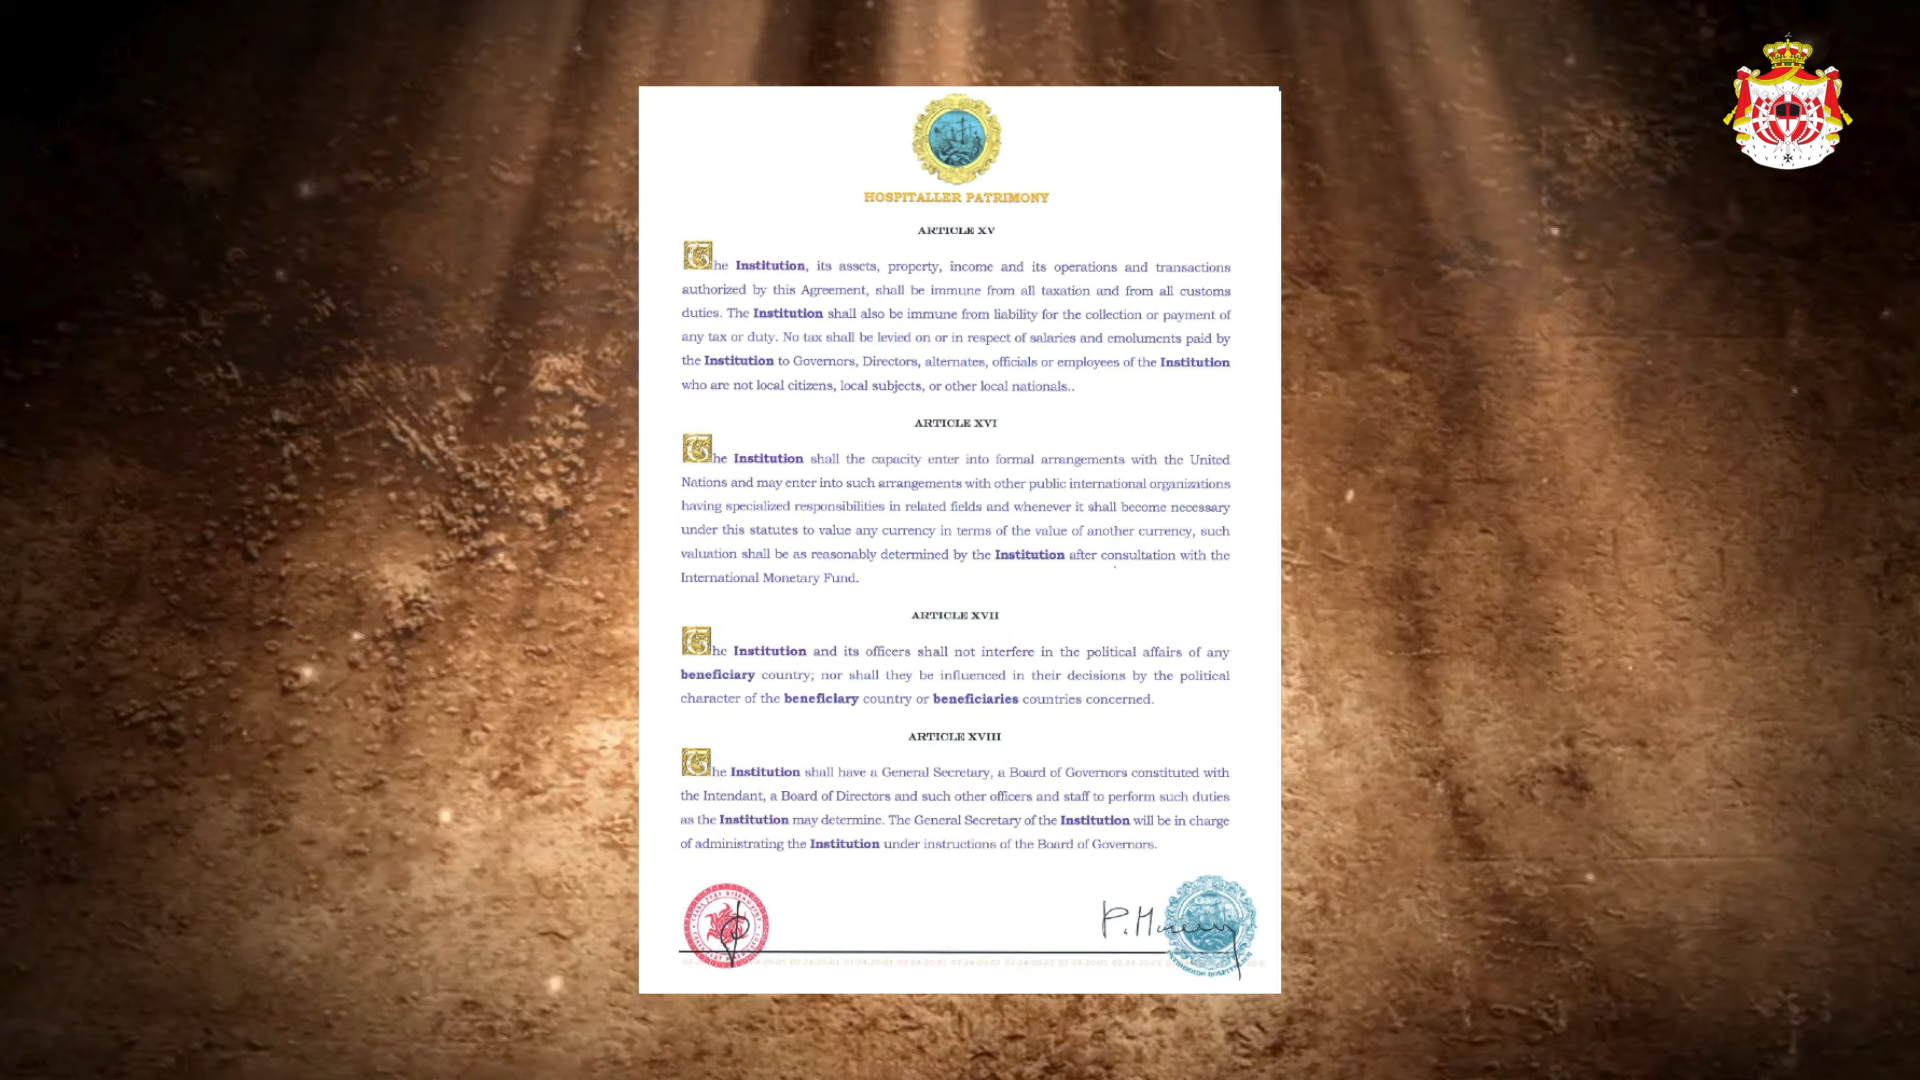 HOSPITALLER PATRIMONY
ARTICLE XV
The Institution, its assets, property, income and its operations and transactions
authorized by this Agreement, shall be immune from all taxation and from all customs
duties. The Institution shall also be immune from liability for the collection or payment of
any tax or duty. No tax shall be levied on or in respect of salaries and emoluments paid by
the Institution to Governors, Directors, alternates, officials or employees of the Institution
who are not local citizens, local subjects, or other local nationals..
ARTICLE XVI
The Institution shall the capacity enter into formal arrangements with the United
Nations and may enter into such arrangements with other public international organizations
having specialized responsibilities in related fields and whenever it shall become necessary
under this statutes to value any currency in terms of the value of another currency, such
valuation shall be as reasonably determined by the Institution after consultation with the
International Monetary Fund.
ARTICLE XVII
The Institution and its officers shall not interfere in the political affairs of any
beneficiary country; nor shall they be influenced in their decisions by the political
character of the beneficiary country or beneficiaries countries concerned.
ARTICLE XVIII
The Institution shall have a General Secretary, a Board of Governors constituted with
the Intendant, a Board of Directors and such other officers and staff to perform such duties
as the Institution may determine. The General Secretary of the Institution will be in charge
of administrating the Institution under instructions of the Board of Governors.